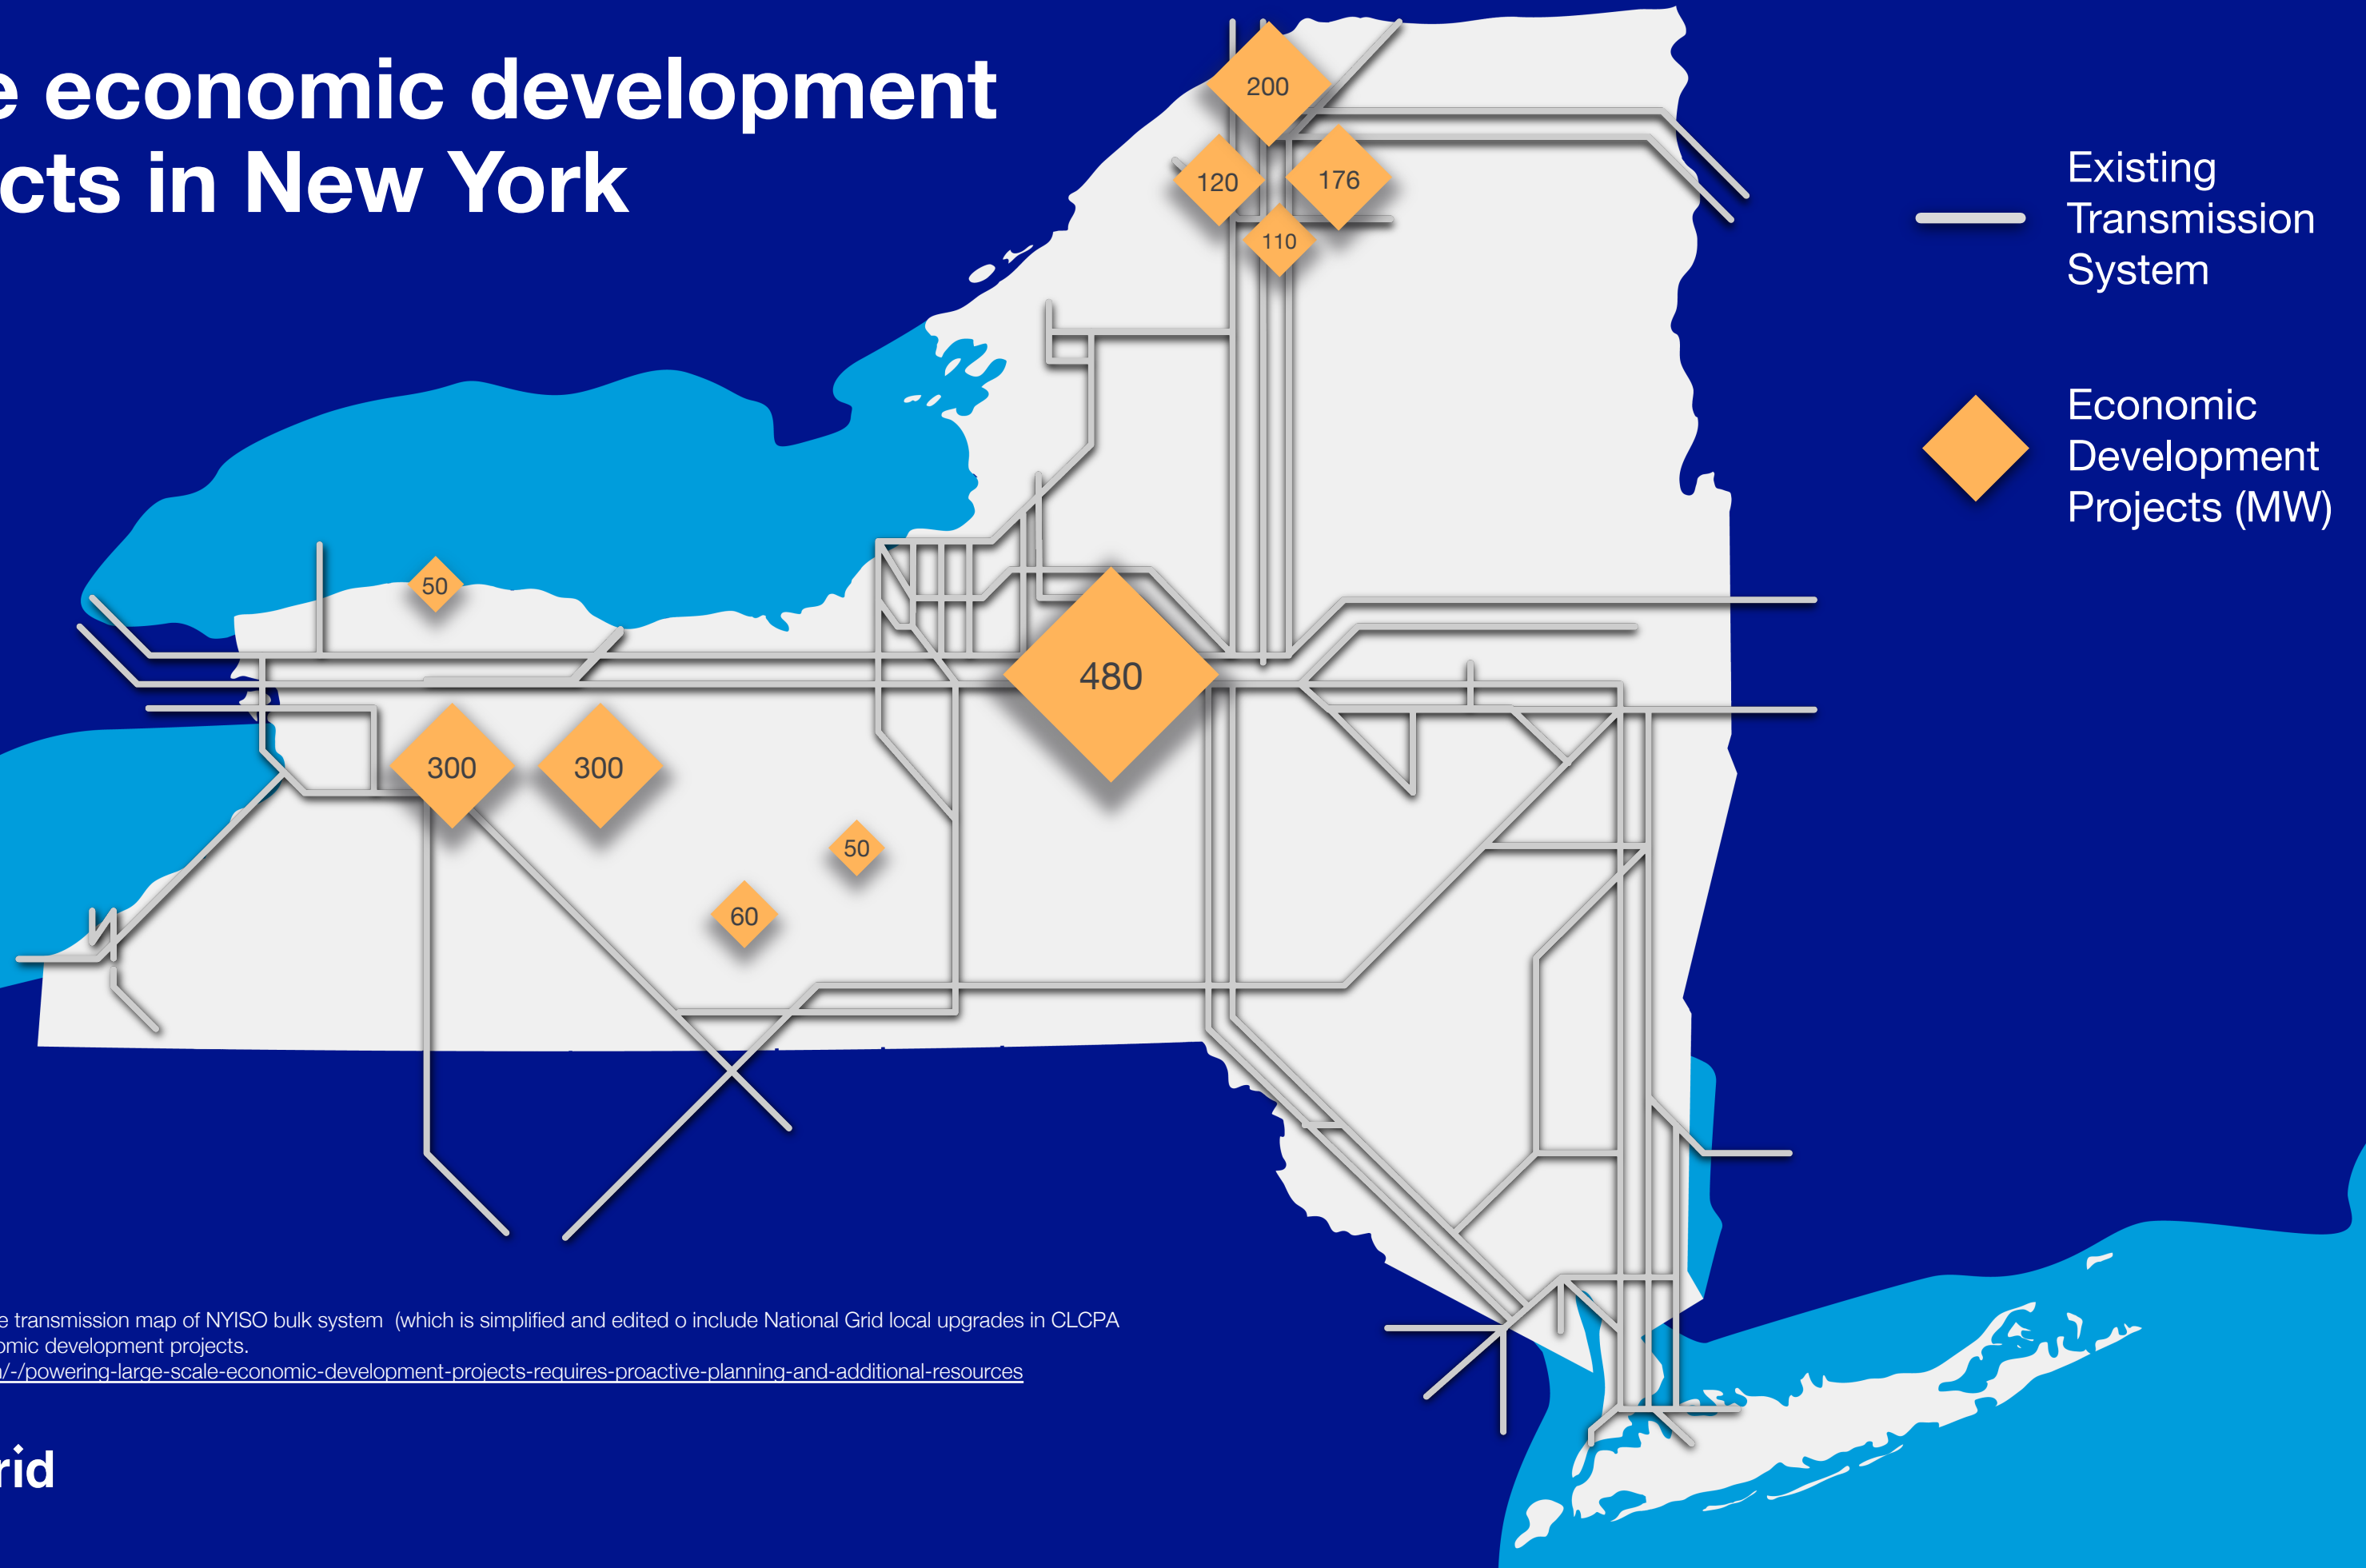 e economic development
cts in New York
200
120
176
110
50
480
300
300
50
60
Existing
Transmission
System
Economic
Development
Projects (MW)
e transmission map of NYISO bulk system (which is simplified and edited o include National Grid local upgrades in CLCPA
omic development projects.
/-/powering-large-scale-economic-development-projects-requires-proactive-planning-and-additional-resources
rid